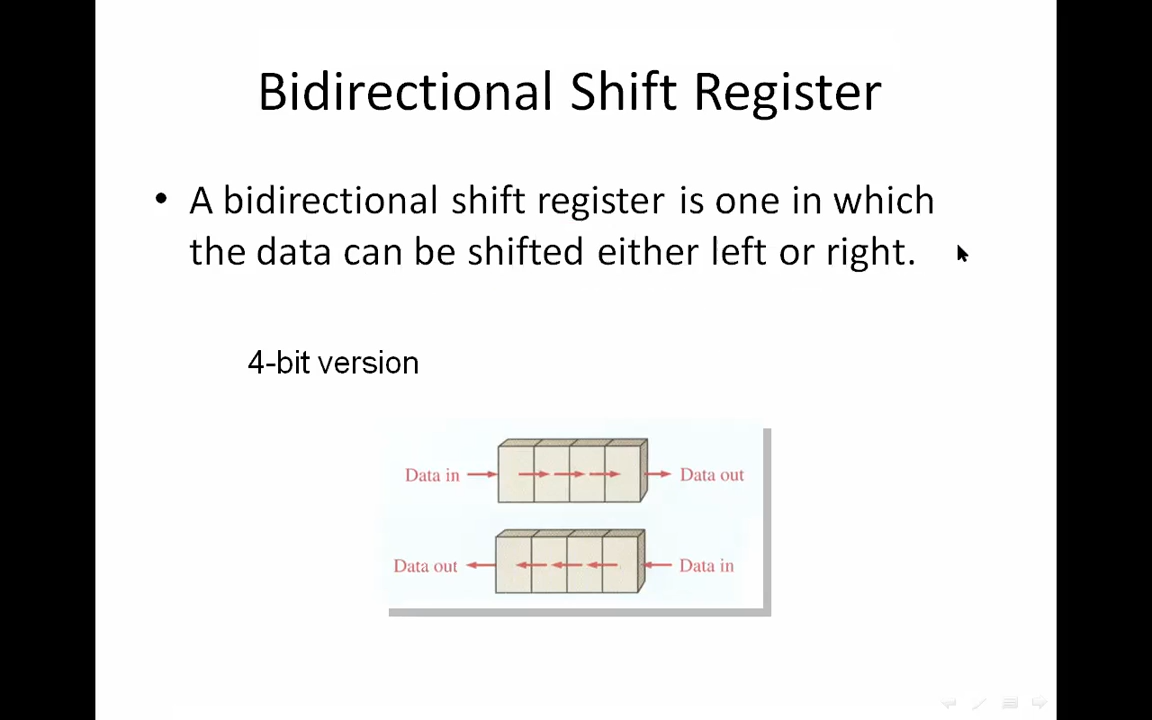 Bidirectional Shift Register
• A bidirectional shift register is one in which
the data can be shifted either left or right.
4-bit version
Data in
Data out
Data out
Data in